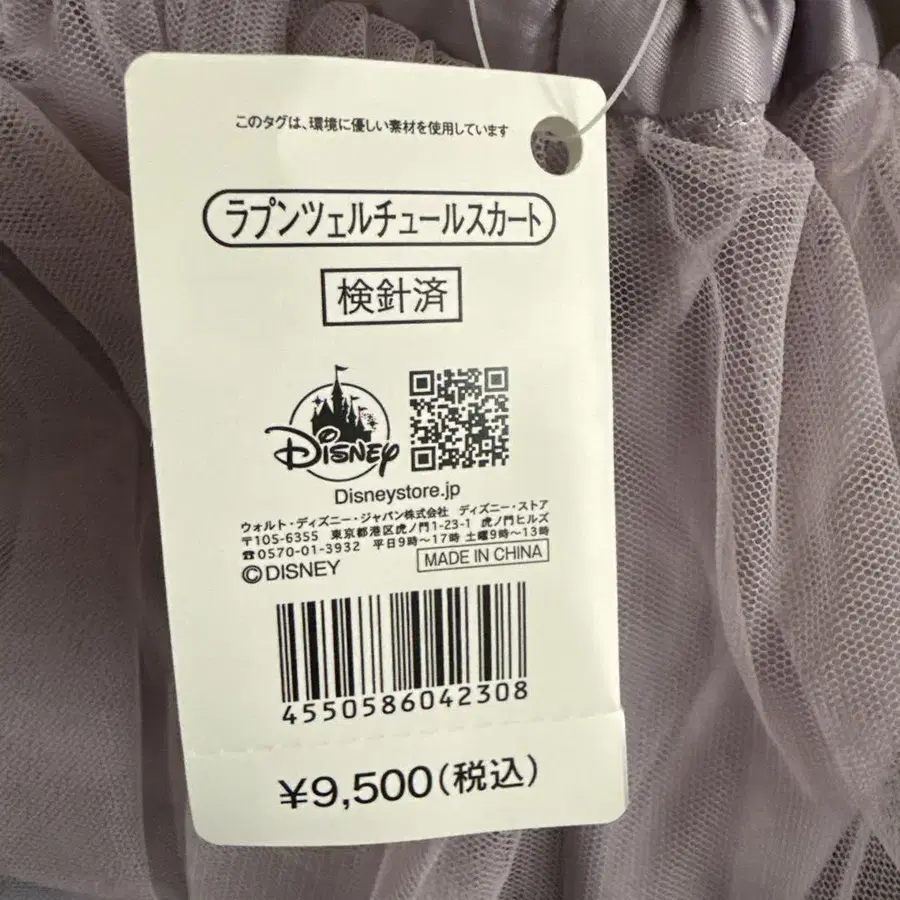 このタグは、環境に優しい素材を使用しています
ラプンツェルチュールスカート
検針済
DISNEY
Disneystore.jp
ウォルト・ディズニー・ジャパン株式会社 ディズニー・ストア
〒105-6355 東京都港区虎ノ門1-23-1 虎ノ門ヒルズ
☎0570-01-3932 平日9時〜17時 土曜9時〜13時
©DISNEY MADE IN CHINA
4550586042308
¥9,500(税込)